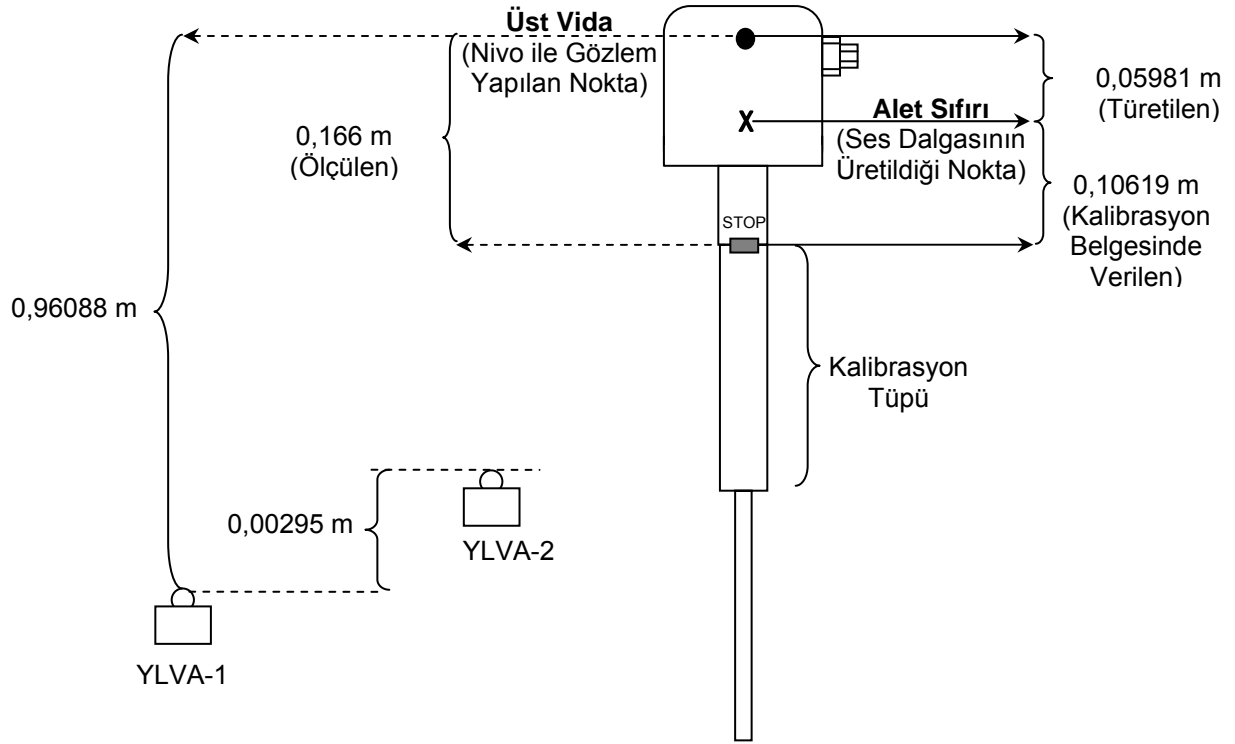 Üst Vida
(Nivo ile Gözlem
Yapılan Nokta)
0,05981 m
(Türetilen)
Alet Sıfırı
(Ses Dalgasının
Üretildiği Nokta)
0,166 m
(Ölçülen)
0,10619 m
(Kalibrasyon
Belgesinde
Verilen)
X
STOP
0,96088 m
Kalibrasyon
Tüpü
0,00295 m
YLVA-2
YLVA-1